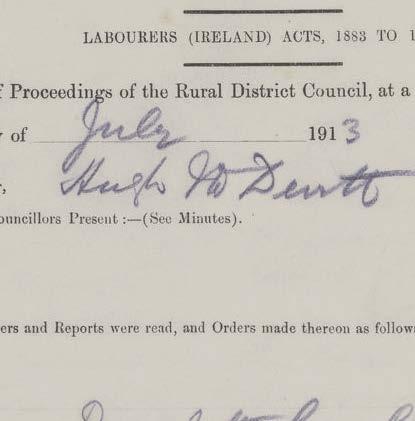 LABOURERS (IRELAND) ACTS, 1883 TO 1
f Proceedings of the Rural District Council, at a
y of July 1913
r, Hugh McDevitt
ouncillors Present :—(See Minutes).
ers and Reports were read, and Orders made thereon as follow